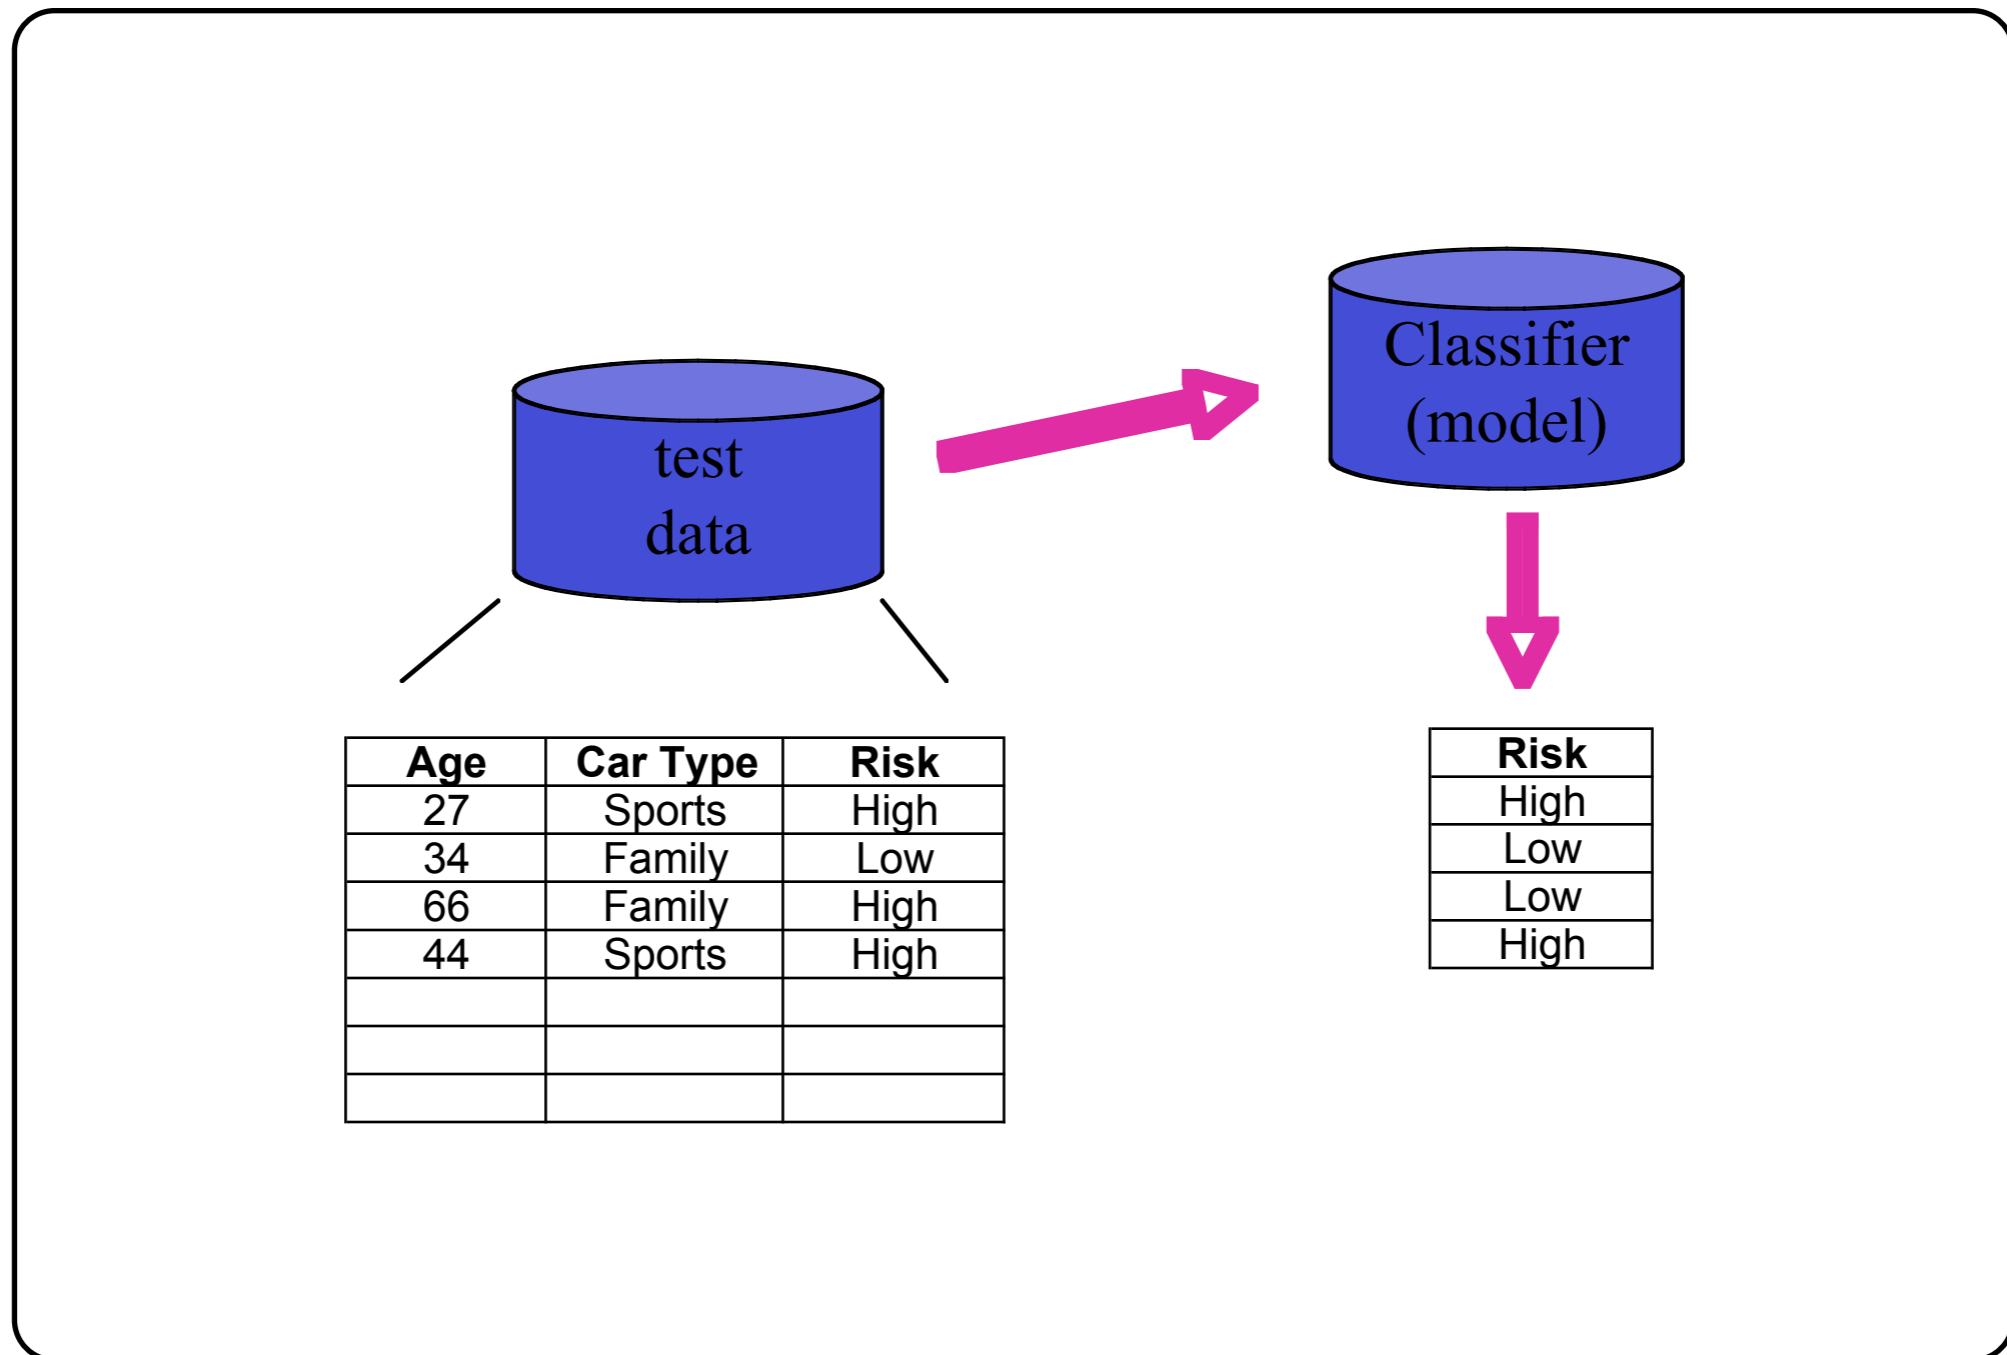 Classifier
(model)
test
data
Age Car Type Risk
27 Sports High
34 Family Low
66 Family High
44 Sports High
Risk
High
Low
Low
High